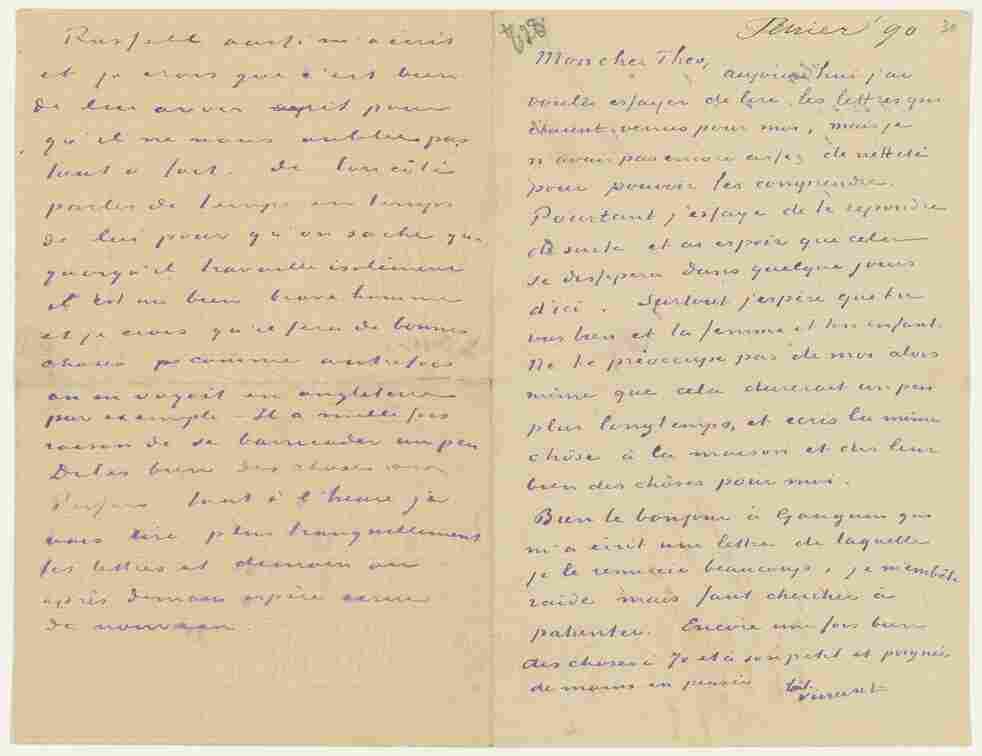 fevrier '90
30
Mon cher Theo,
aujourd'hui j'ai
voulu essayer de lire les lettres qui
étaient venues pour moi, mais je
n'avais pas encore assez de netteté
pour pouvoir les comprendre.
Pourtant j'essaye de te repondre
de suite et ai espoir que cela
se dissipera dans quelque jours
d'ici. Surtout j'espère que tu
vas bien et ta femme et ton enfant.
Ne te préoccupe pas de moi alors
même que cela durerait un peu
plus longtemps, et ecris la même
chôse à la maison et dis leur
bien des chôses pour moi.
Bien le bonjour à Gauguin qui
m'a écrit une lettre de laquelle
je le remercie beaucoup, je m'embête
raide mais faut chercher à
patienter. Encore une fois bien
des choses à Jo et à son petit et poignée
de mains en pensée
Vincent
Russell aussi m'a écrit
et je crois que c'est bien
de lui avoir écrit pour
qu'il ne nous oublie pas
tout à fait. De ton côté
parles de temps en temps
de lui pour qu'on sache que
quoiqu'il travaille isolément
il est un bien brave homme
et je crois qu'il fera de bonnes
choses comme autrefois
on en voyait en angleterre
par exemple. Il a mille fois
raison de se barricader un peu
Dites bien des choses aux
Pissarro tout à l'heure je
vais lire plus tranquillement
les lettres et demain ou
après demain espère ecrire
de nouveau.